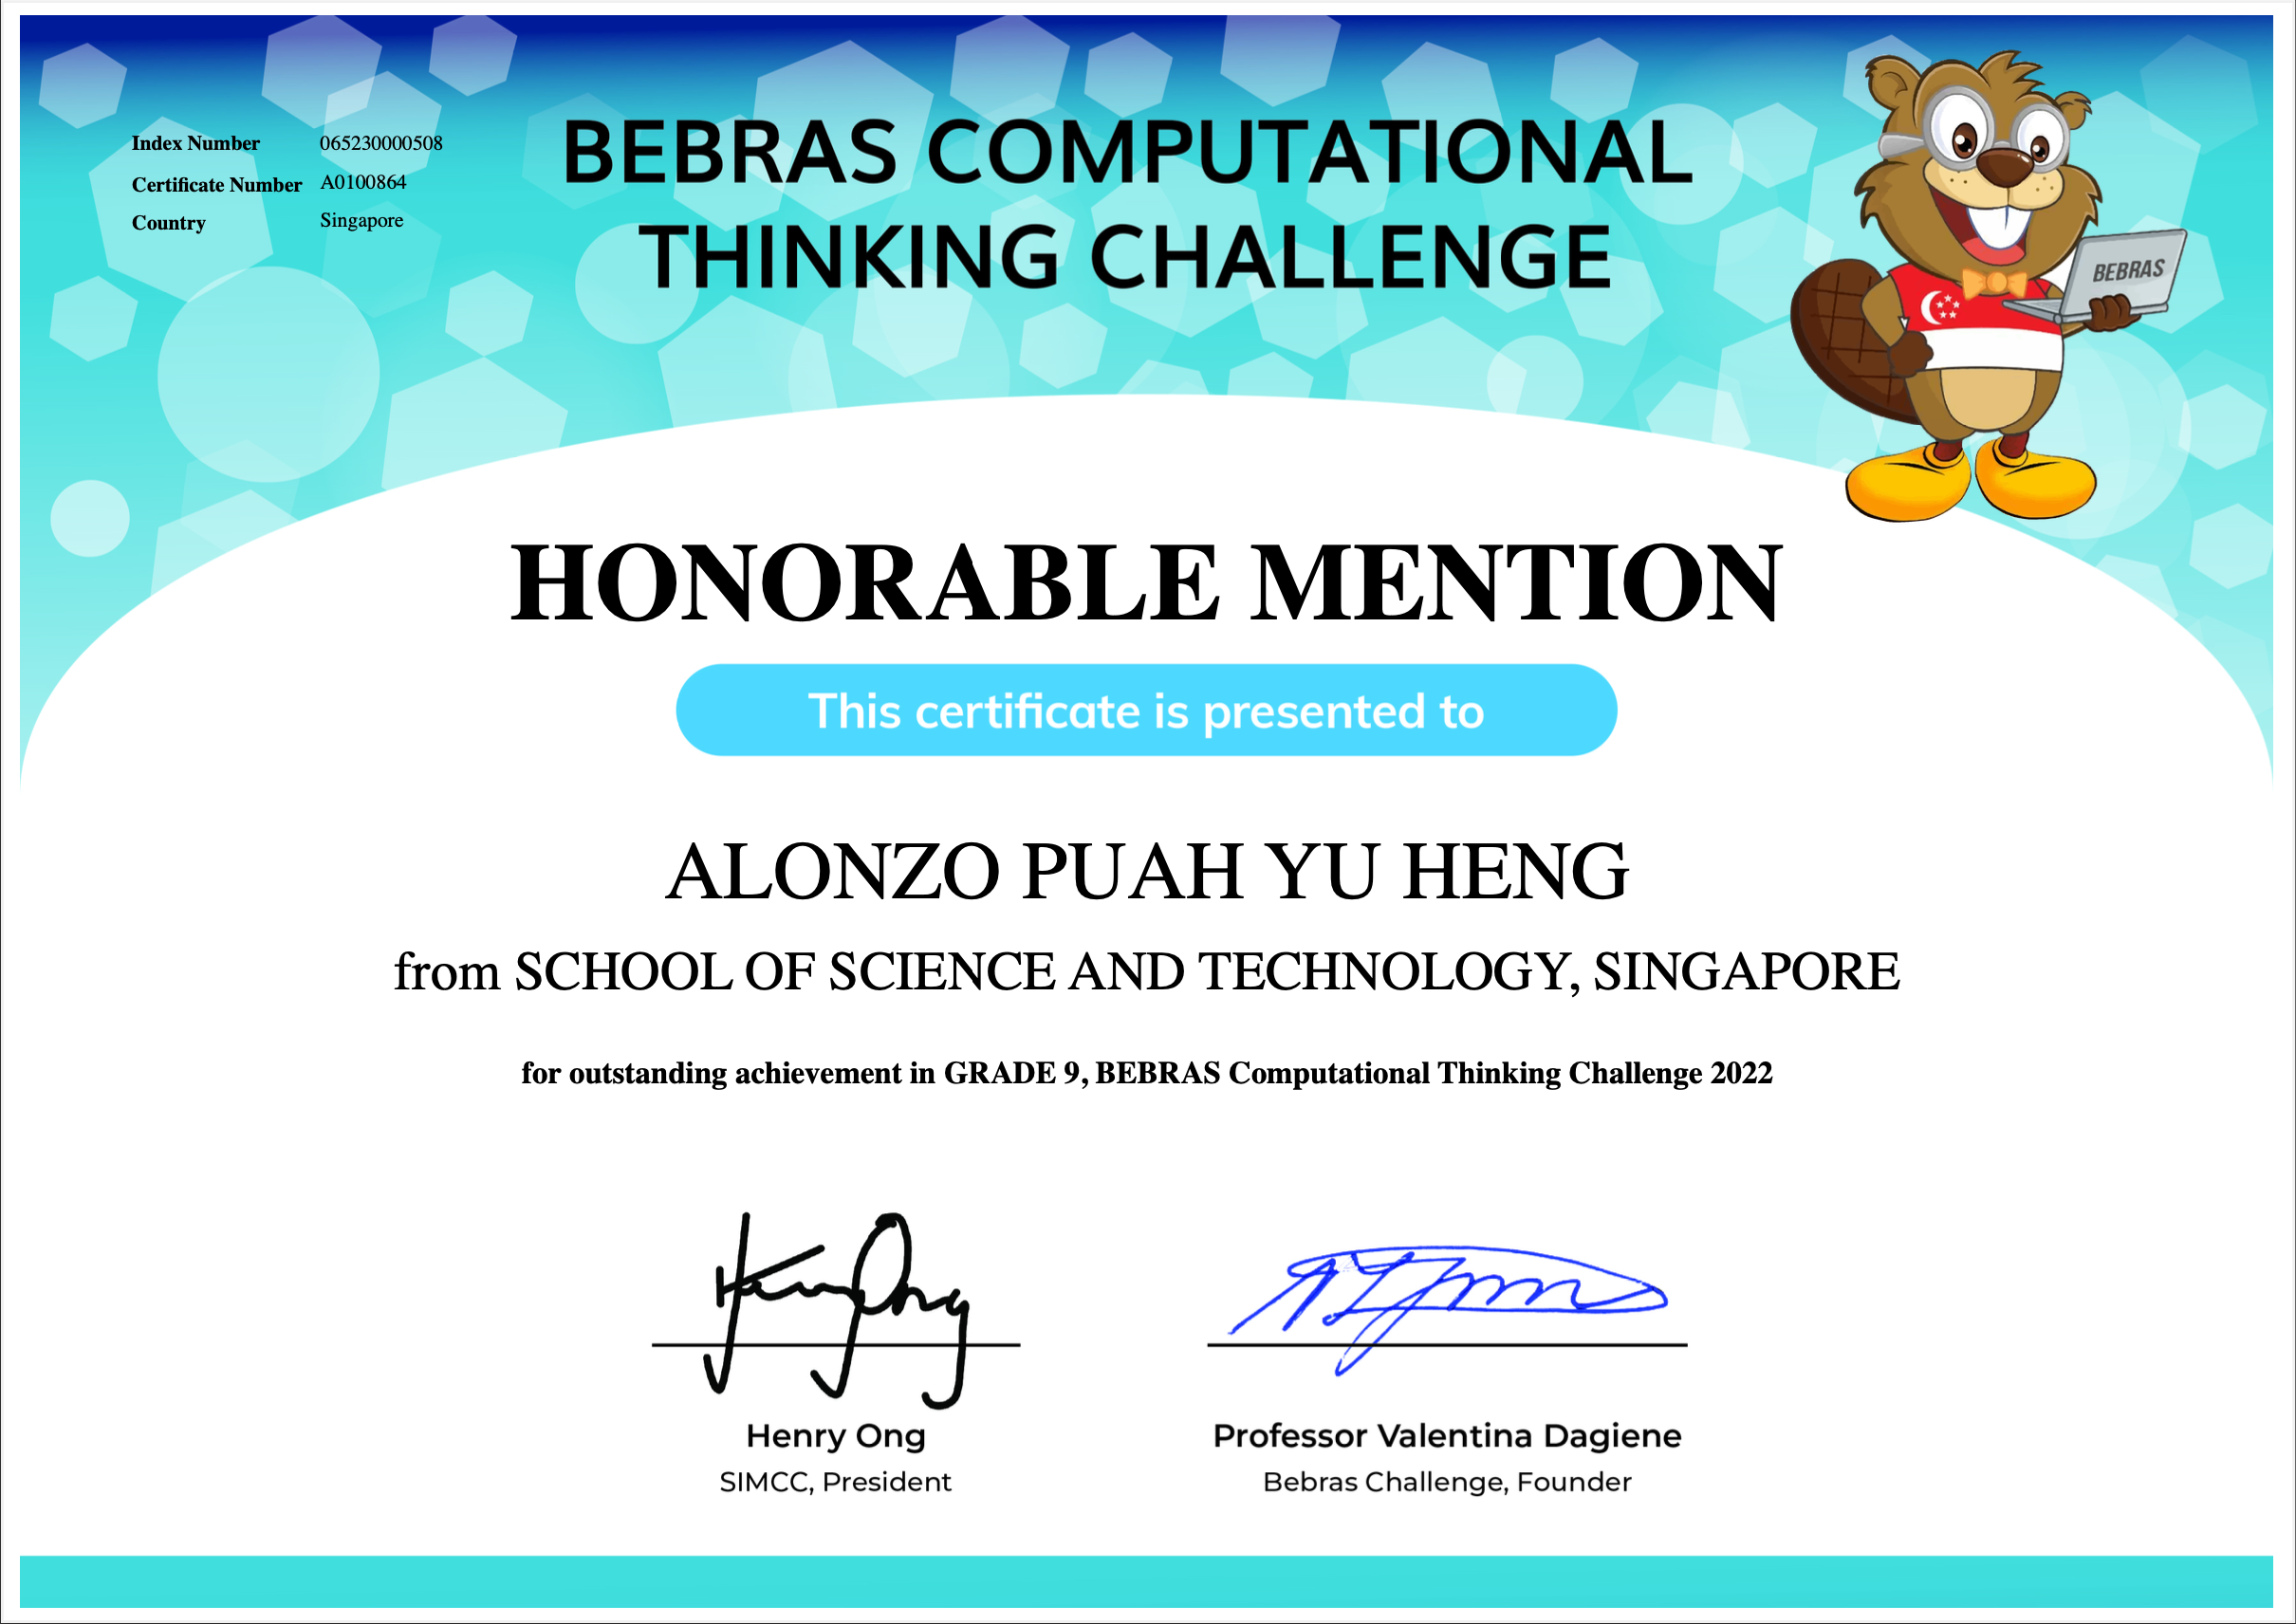 Index Number 065230000508
Certificate Number A0100864
Country Singapore
BEBRAS COMPUTATIONAL
THINKING CHALLENGE
BEBRAS
HONORABLE MENTION
This certificate is presented to
ALONZO PUAH YU HENG
from SCHOOL OF SCIENCE AND TECHNOLOGY, SINGAPORE
for outstanding achievement in GRADE 9, BEBRAS Computational Thinking Challenge 2022
Henry Ong
Henry Ong
SIMCC, President
Professor Valentina Dagiene
Bebras Challenge, Founder